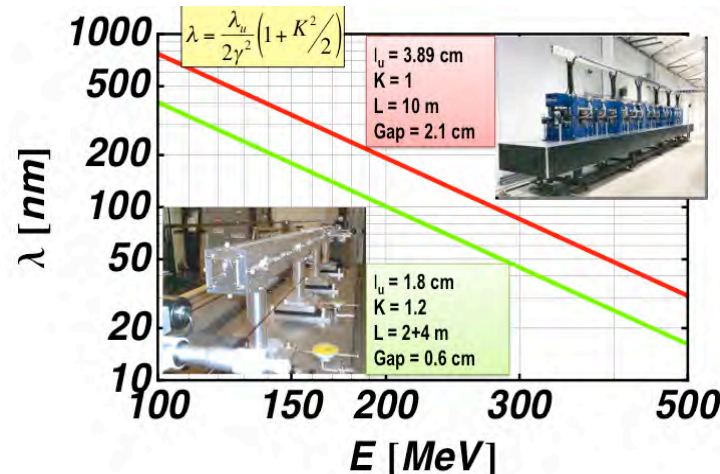 λ = λu / 2γ² (1 + K²/2)
1000
500
200
100
50
20
10
λ [nm]
lu = 3.89 cm
K = 1
L = 10 m
Gap = 2.1 cm
lu = 1.8 cm
K = 1.2
L = 2+4 m
Gap = 0.6 cm
100
150
200
300
500
E [MeV]